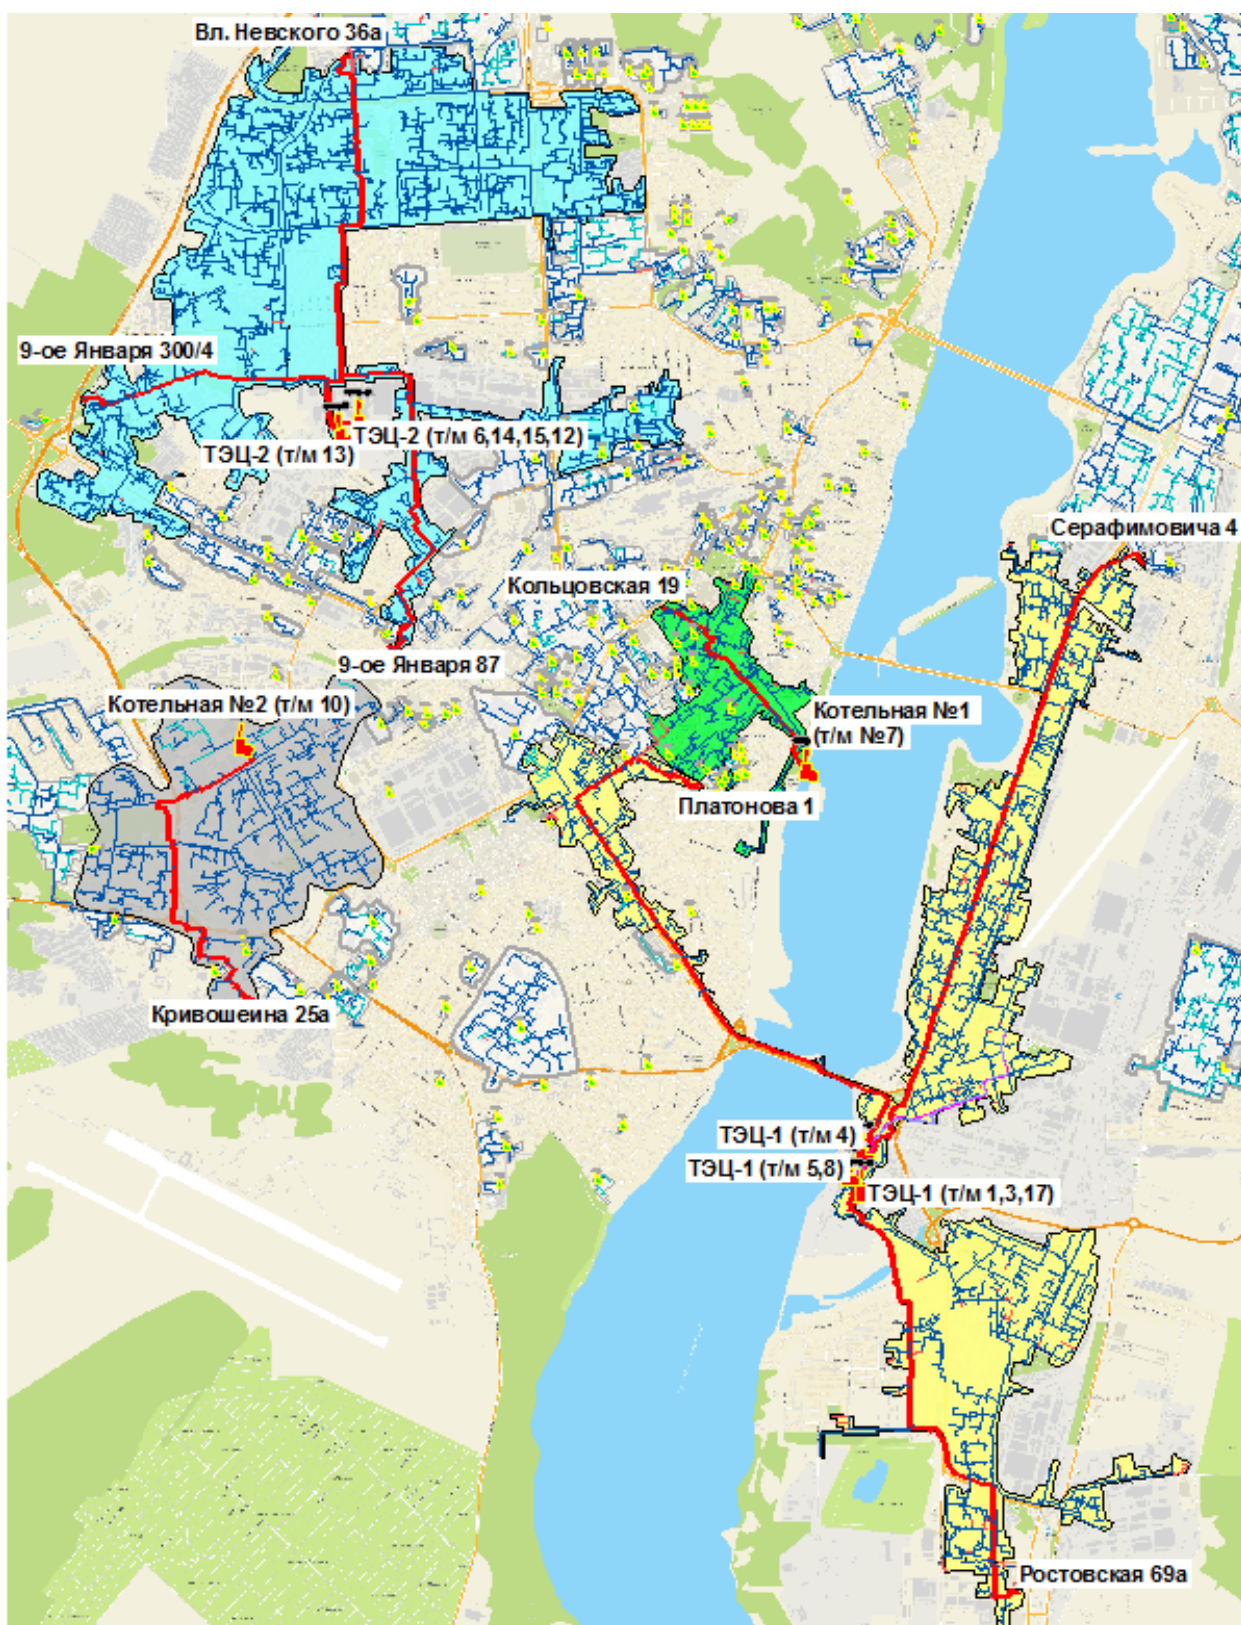 Вл. Невского 36а
9-ое Января 300/4
ТЭЦ-2 (т/м 6,14,15,12)
ТЭЦ-2 (т/м 13)
Серафимовича 4
Кольцовская 19
9-ое Января 87
Котельная №2 (т/м 10)
Котельная №1
(т/м №7)
Платонова 1
Кривошеина 25а
ТЭЦ-1 (т/м 4)
ТЭЦ-1 (т/м 5,8)
ТЭЦ-1 (т/м 1,3,17)
Ростовская 69а